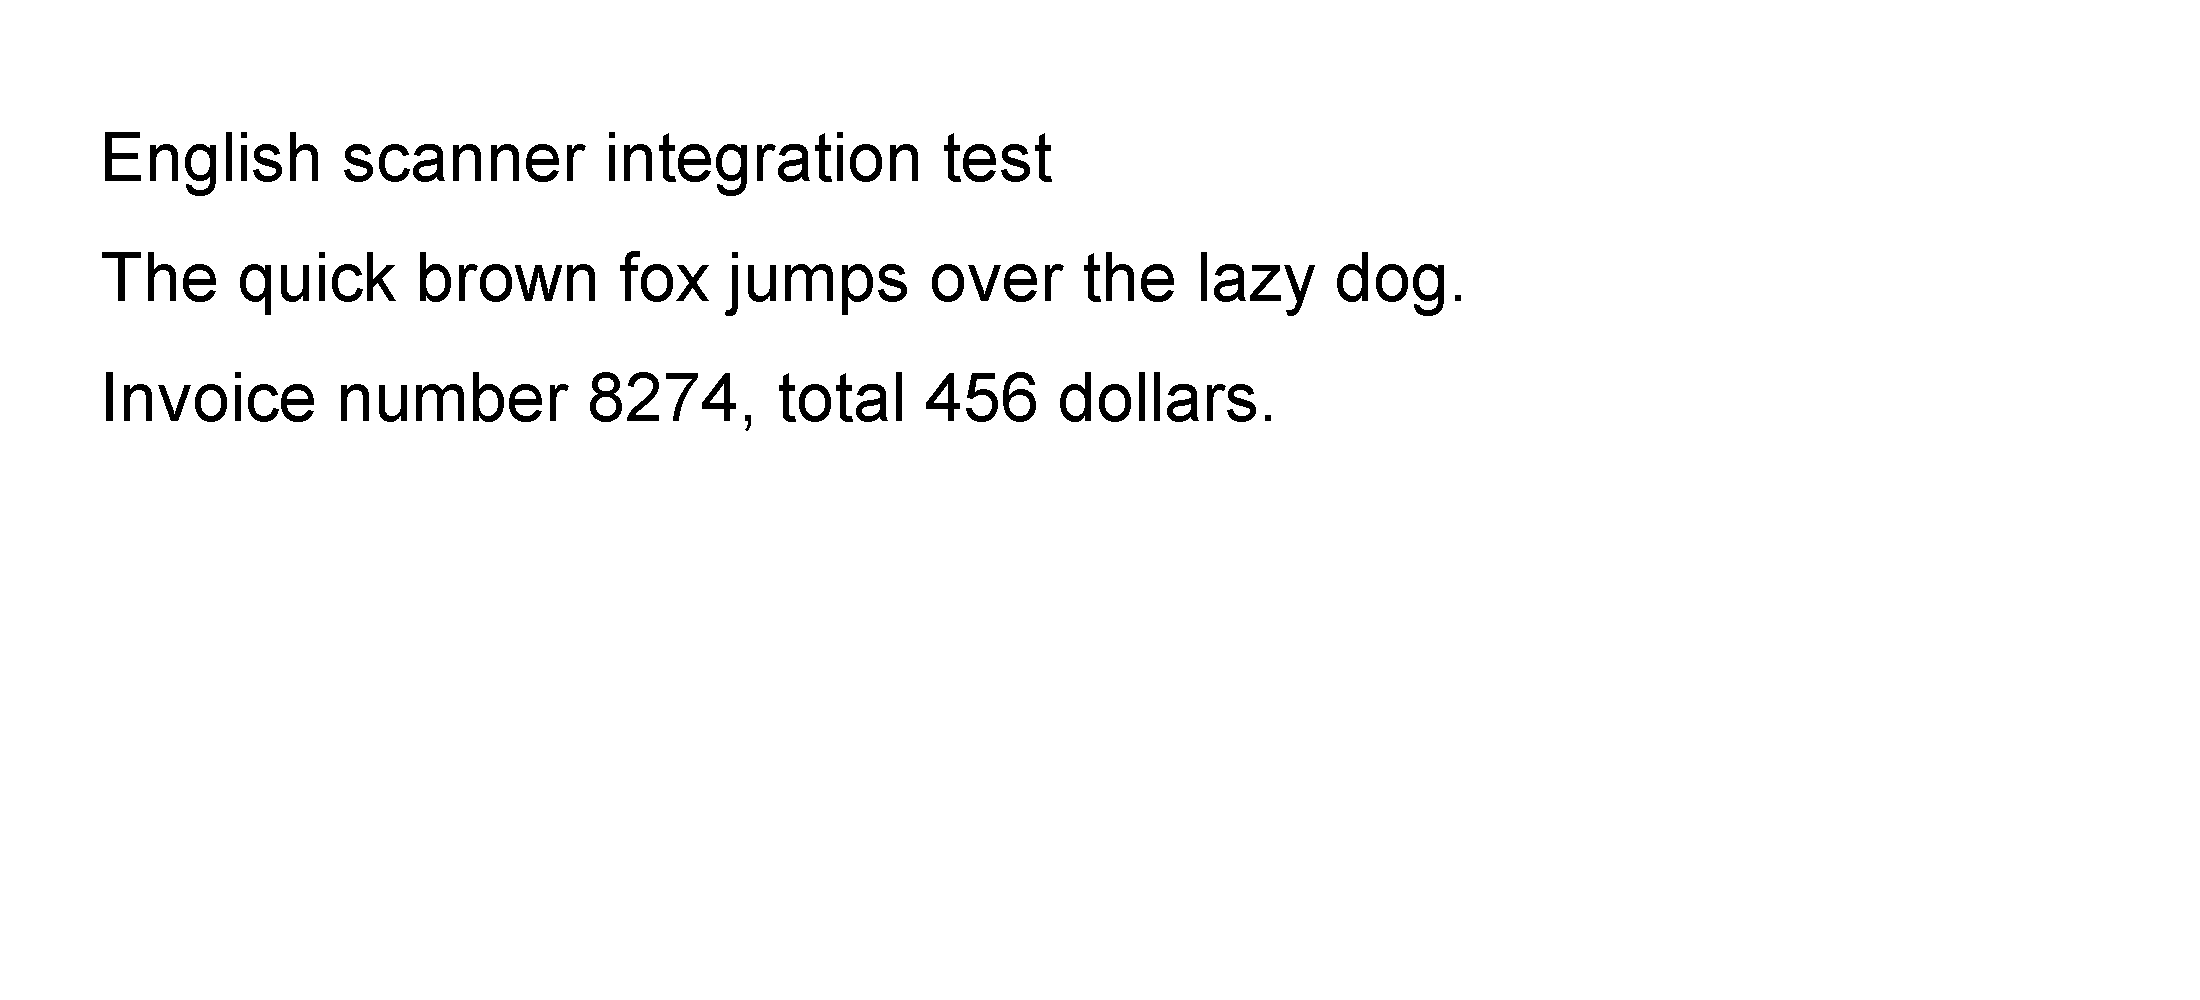 English scanner integration test
The quick brown fox jumps over the lazy dog.
Invoice number 8274, total 456 dollars.